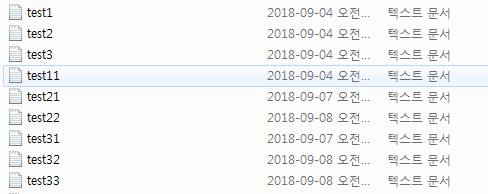 test1 2018-09-04 오전... 텍스트 문서
test2 2018-09-04 오전... 텍스트 문서
test3 2018-09-04 오전... 텍스트 문서
test11 2018-09-04 오전... 텍스트 문서
test21 2018-09-07 오전... 텍스트 문서
test22 2018-09-08 오전... 텍스트 문서
test31 2018-09-07 오전... 텍스트 문서
test32 2018-09-08 오전... 텍스트 문서
test33 2018-09-08 오전... 텍스트 문서